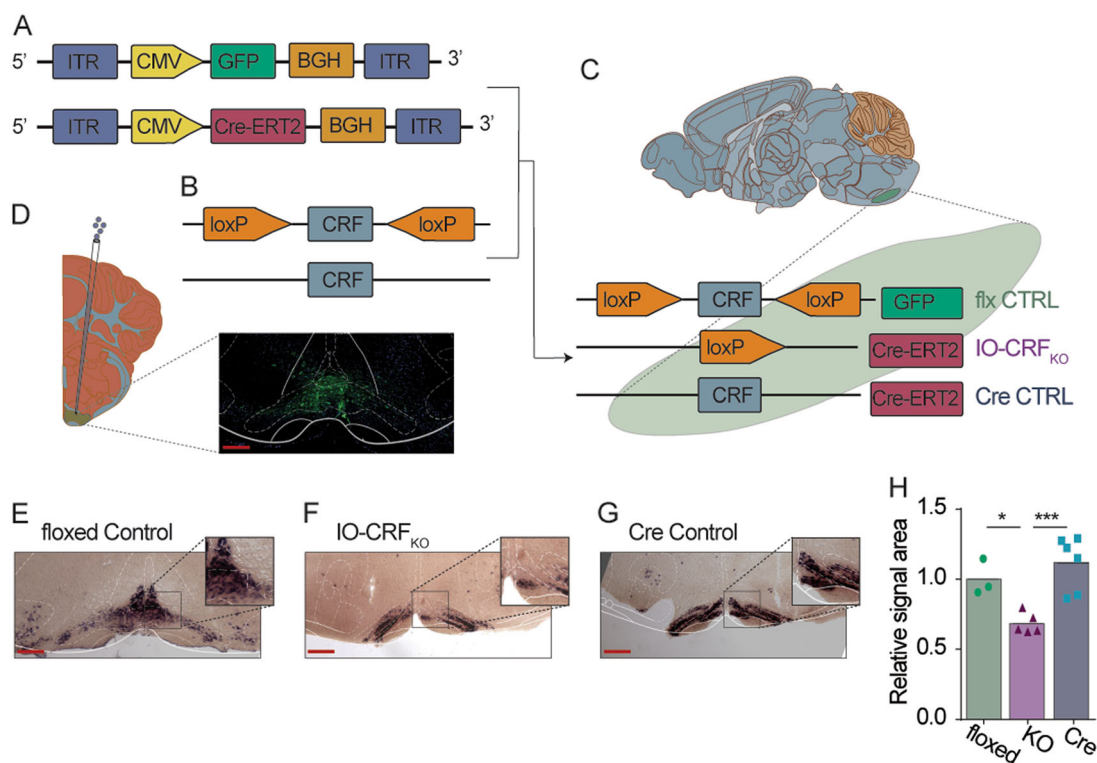 A
5’ ITR CMV GFP BGH ITR 3’
5’ ITR CMV Cre-ERT2 BGH ITR 3’
B
loxP CRF loxP
CRF
C
loxP CRF loxP GFP flx CTRL
loxP Cre-ERT2 IO-CRFKO
CRF Cre-ERT2 Cre CTRL
D
E floxed Control
F IO-CRFKO
G Cre Control
H
Relative signal area
1.5
1.0
0.5
0.0
* ***
floxed KO Cre